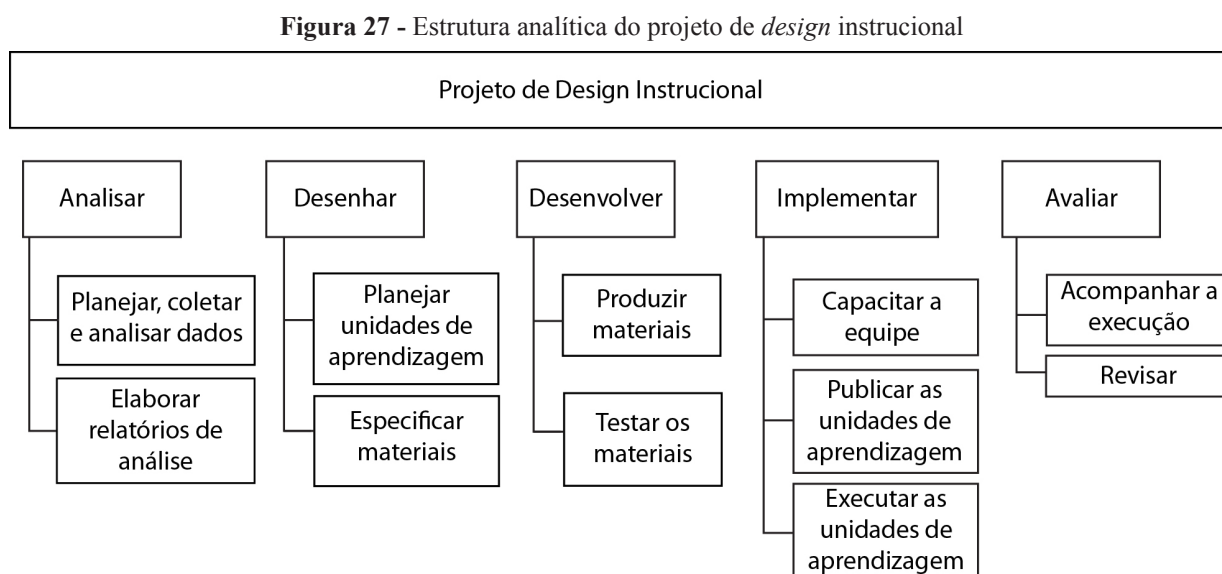 Figura 27 - Estrutura analítica do projeto de design instrucional
Projeto de Design Instrucional
Analisar
Planejar, coletar
e analisar dados
Elaborar
relatórios de
análise
Desenhar
Planejar
unidades de
aprendizagem
Especificar
materiais
Desenvolver
Produzir
materiais
Testar os
materiais
Implementar
Capacitar a
equipe
Publicar as
unidades de
aprendizagem
Executar as
unidades de
aprendizagem
Avaliar
Acompanhar a
execução
Revisar